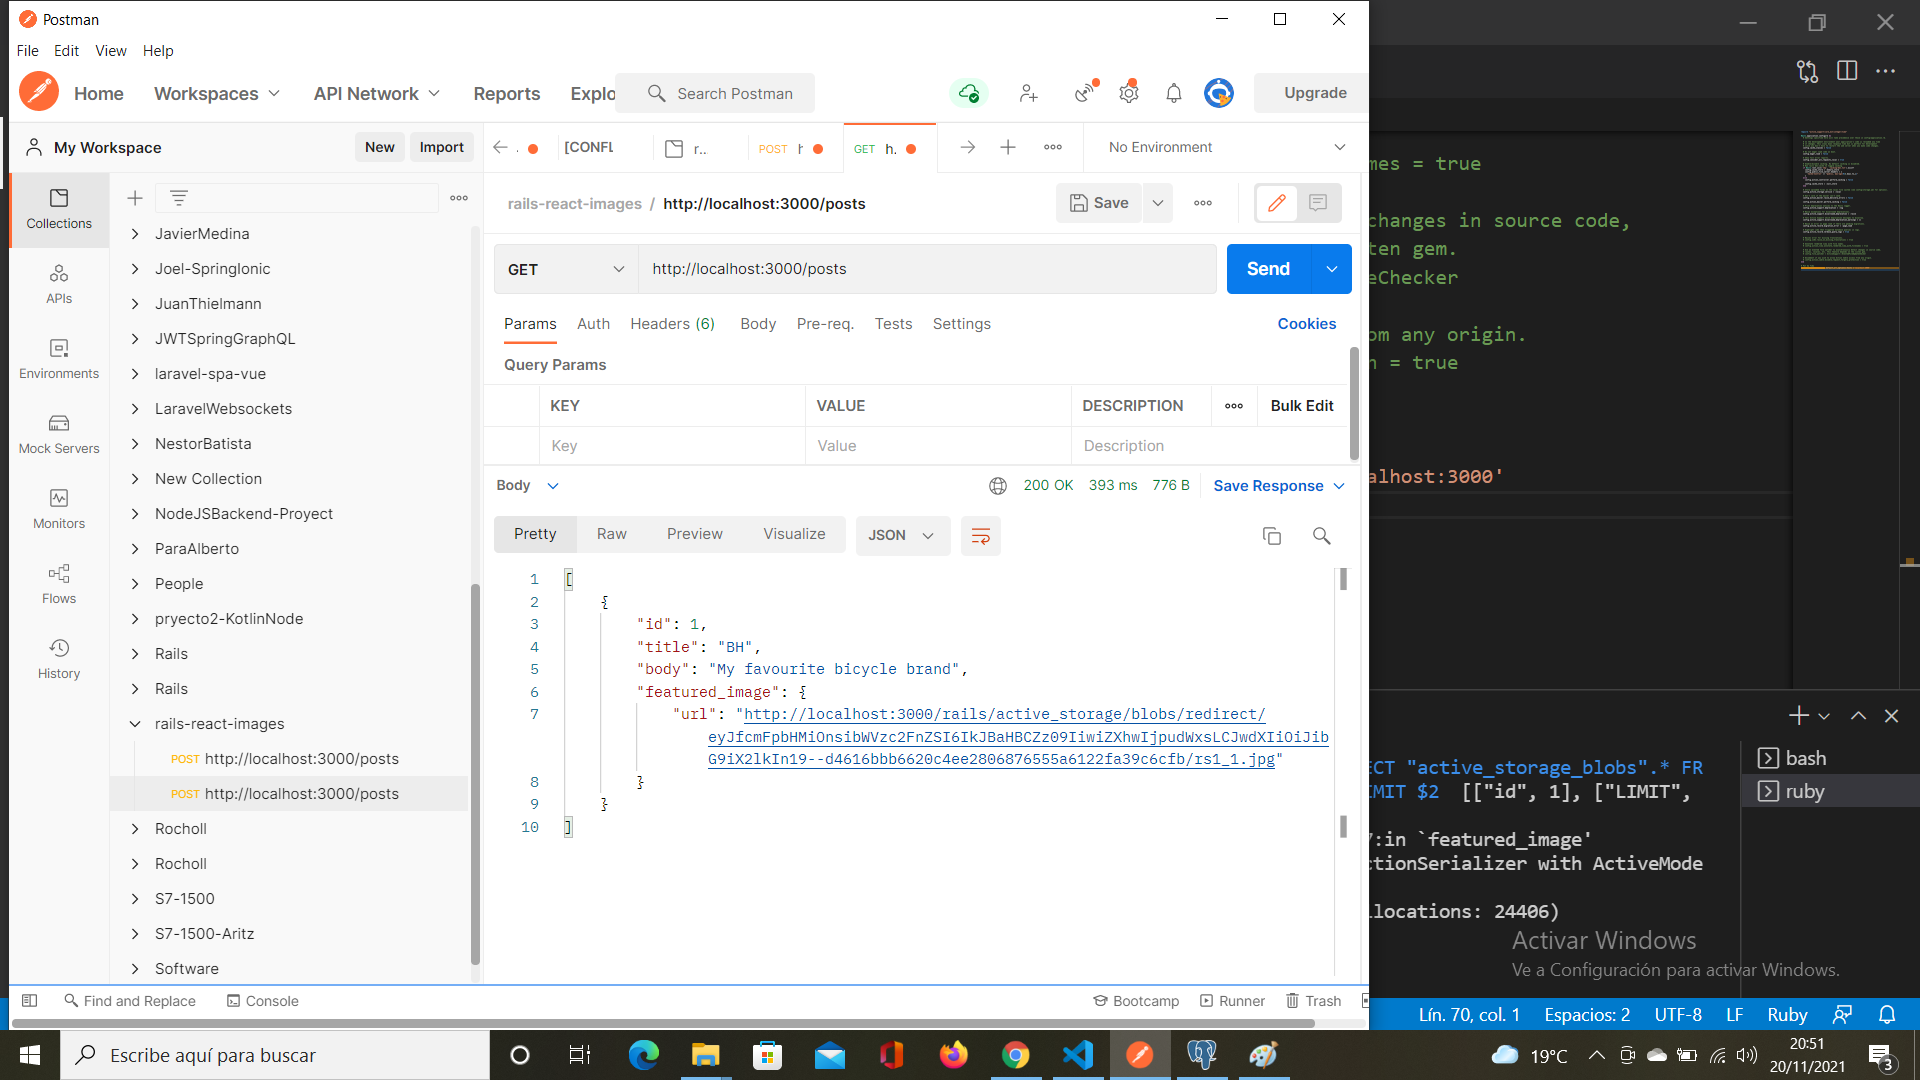 Postman
File Edit View Help
Home Workspaces API Network Reports Explo Search Postman Upgrade
My Workspace New Import
. [CONFL r.. POST h GET h. No Environment
Collections
APIs
Environments
Mock Servers
Monitors
Flows
History
JavierMedina
Joel-SpringIonic
JuanThielmann
JWTSpringGraphQL
laravel-spa-vue
LaravelWebsockets
NestorBatista
New Collection
NodeJSBackend-Proyect
ParaAlberto
People
pryecto2-KotlinNode
Rails
Rails
rails-react-images
POST http://localhost:3000/posts
POST http://localhost:3000/posts
Rocholl
Rocholl
S7-1500
S7-1500-Aritz
Software
rails-react-images / http://localhost:3000/posts Save
GET http://localhost:3000/posts Send
Params Auth Headers (6) Body Pre-req. Tests Settings Cookies
Query Params
KEY VALUE DESCRIPTION Bulk Edit
Key Value Description
Body 200 OK 393 ms 776 B Save Response
Pretty Raw Preview Visualize JSON
1 [
2 {
3 "id": 1,
4 "title": "BH",
5 "body": "My favourite bicycle brand",
6 "featured_image": {
7 "url": "http://localhost:3000/rails/active_storage/blobs/redirect/
eyJfcmFpbHMiOnsibWVzc2FnZSI6IkJBaHBCZz09IiwiZXhwIjpudWxsLCJwdXIiOiJib
G9iX2lkIn19--d4616bbb6620c4ee2806876555a6122fa39c6cfb/rs1_1.jpg"
8 }
9 }
10 ]
Find and Replace Console Bootcamp Runner Trash
mes = true
changes in source code,
ten gem.
eChecker
om any origin.
n = true
alhost:3000'
bash
ruby
ECT "active_storage_blobs".* FR
IMIT $2 [["id", 1], ["LIMIT",
7:in `featured_image'
ctionSerializer with ActiveMode
llocations: 24406)
Activar Windows
Ve a Configuración para activar Windows.
Lín. 70, col. 1 Espacios: 2 UTF-8 LF Ruby
Escribe aquí para buscar
19°C
20:51
20/11/2021
3